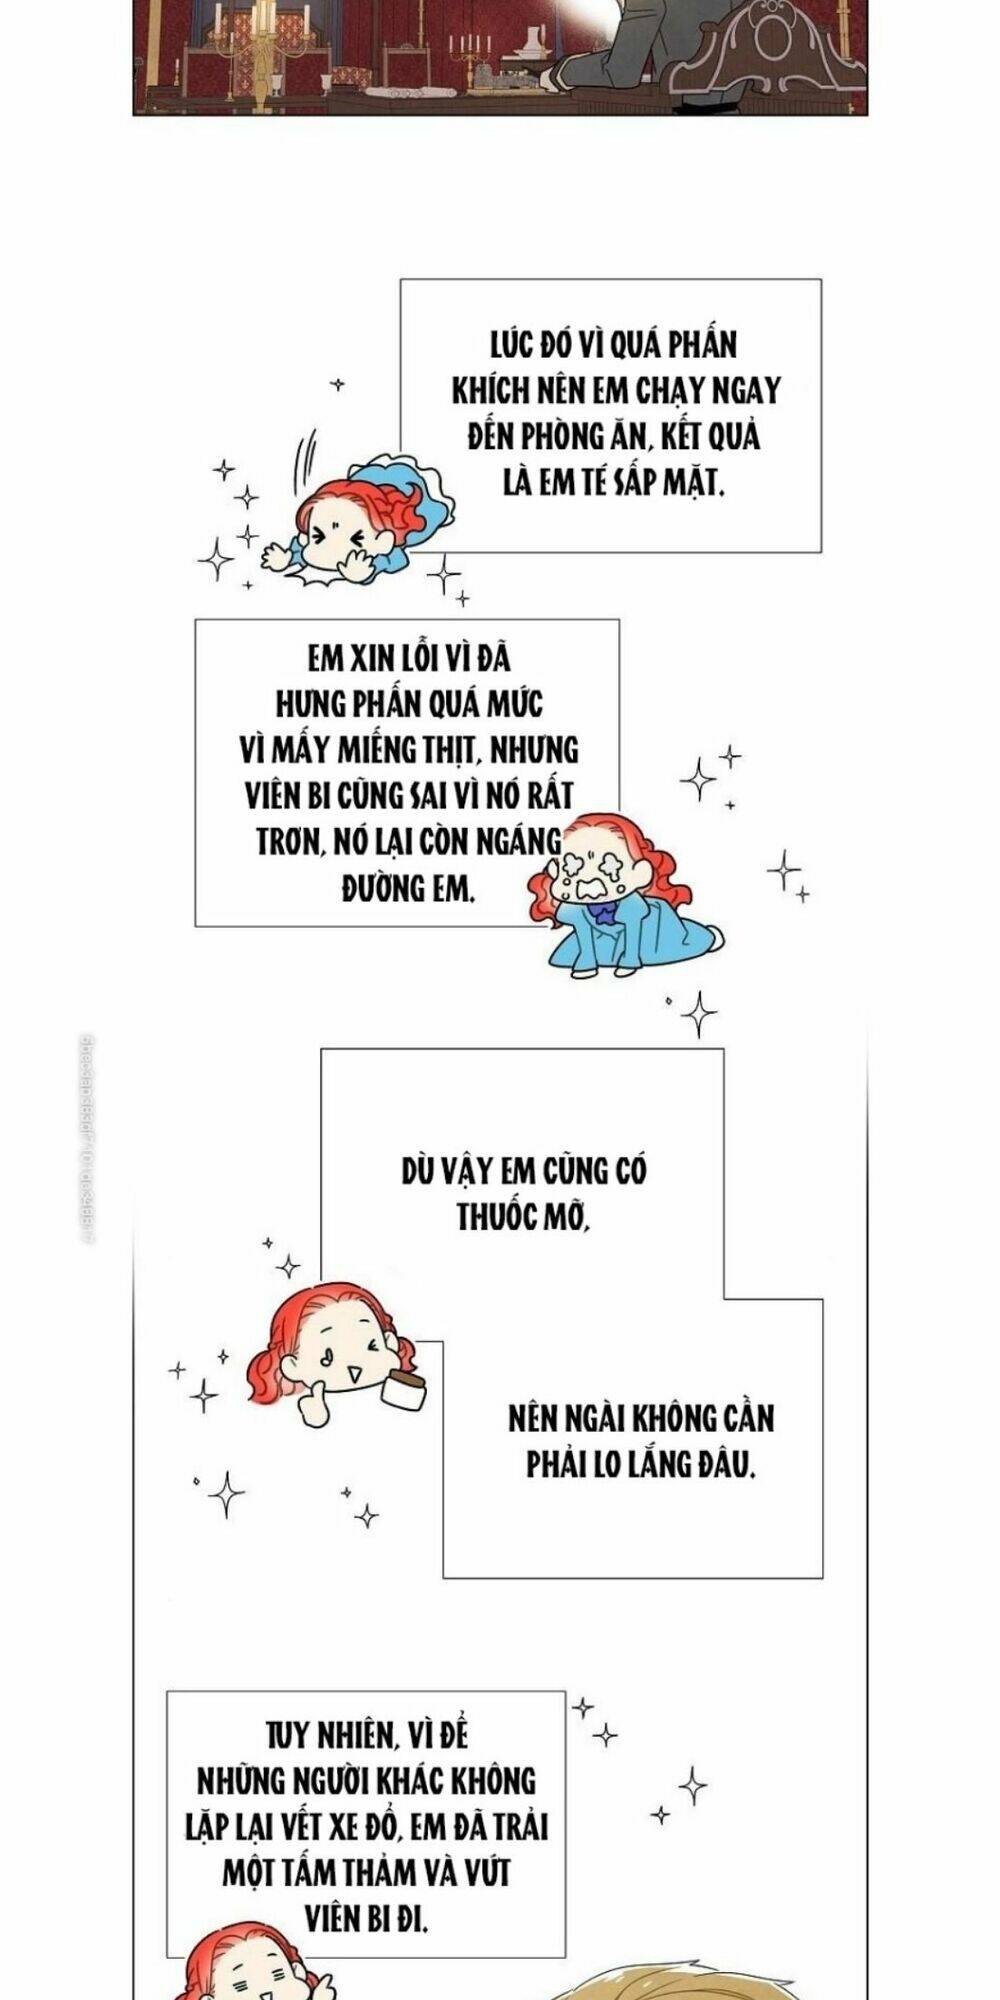 LÚC ĐÓ VÌ QUÁ PHẤN
KHÍCH NÊN EM CHẠY NGAY
ĐẾN PHÒNG ĂN, KẾT QUẢ
LÀ EM TÉ SẤP MẶT.
EM XIN LỖI VÌ ĐÃ
HƯNG PHẤN QUÁ MỨC
VÌ MẤY MIẾNG THỊT, NHƯNG
VIÊN BI CŨNG SAI VÌ NÓ RẤT
TRƠN, NÓ LẠI CÒN NGÁNG
ĐƯỜNG EM.
DÙ VẬY EM CŨNG CÓ
THUỐC MỠ,
NÊN NGÀI KHÔNG CẦN
PHẢI LO LẮNG ĐÂU.
TUY NHIÊN, VÌ ĐỂ
NHỮNG NGƯỜI KHÁC KHÔNG
LẶP LẠI VẾT XE ĐỔ, EM ĐÃ TRẢI
MỘT TẤM THẢM VÀ VỨT
VIÊN BI ĐI.